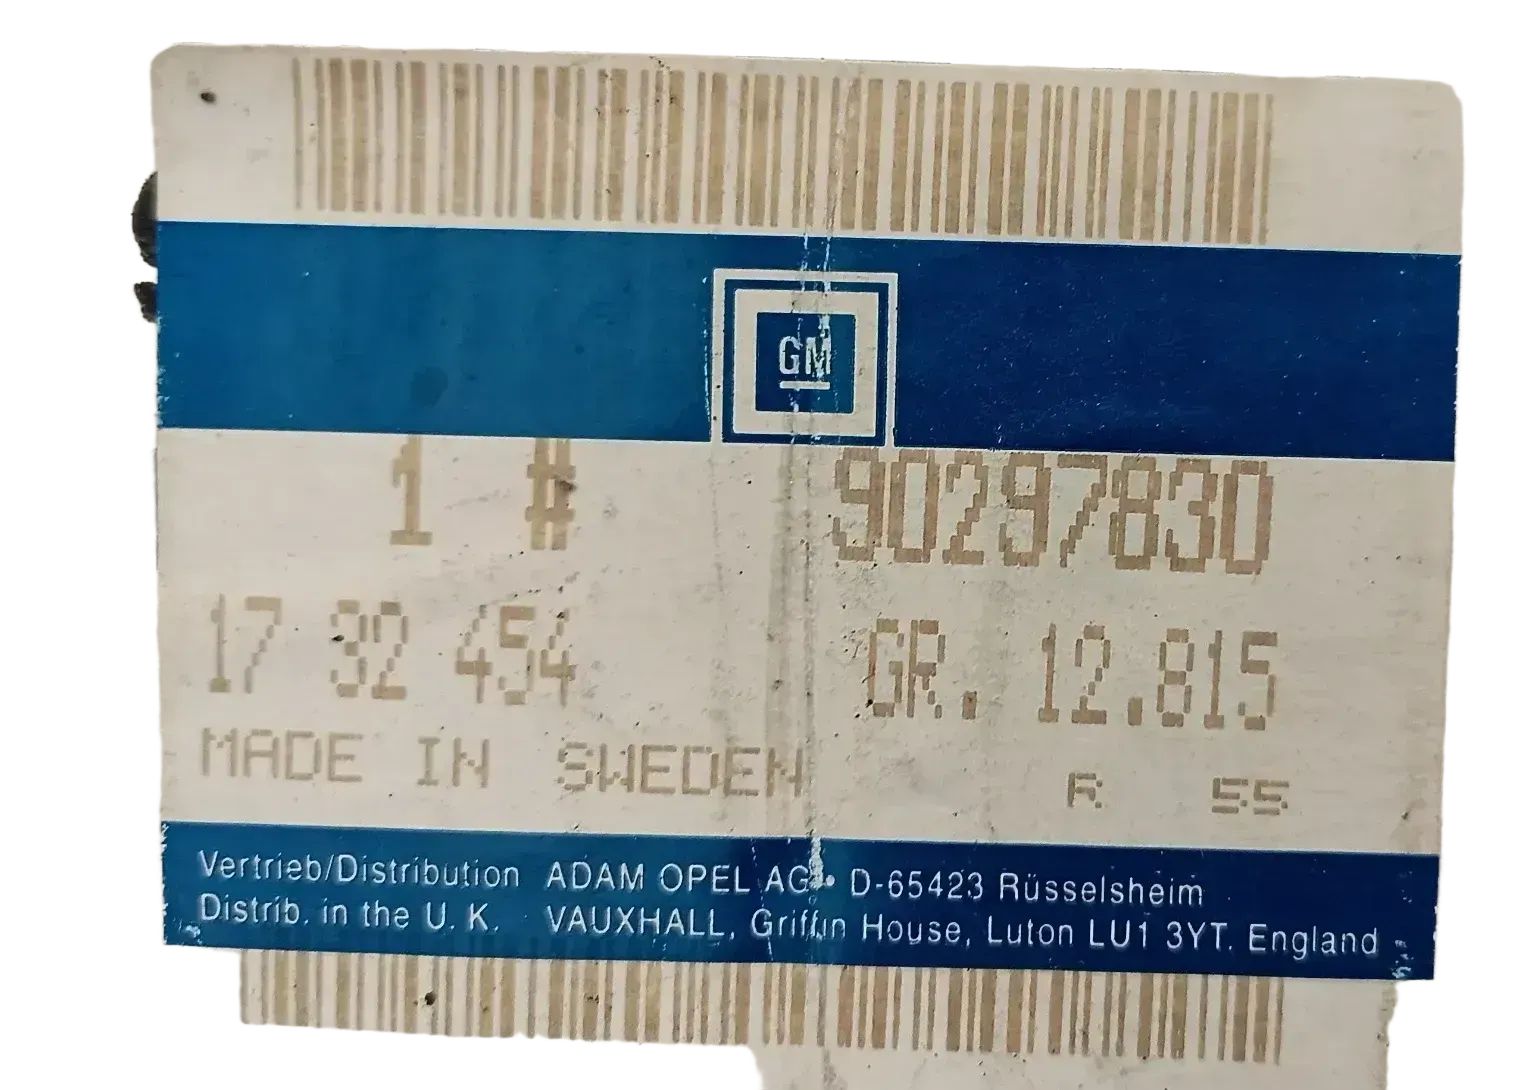 GM
1 # 90297830
17 32 454 GR. 12.815
MADE IN SWEDEN R 55
Vertrieb/Distribution ADAM OPEL AG • D-65423 Rüsselsheim
Distrib. in the U. K. VAUXHALL, Griffin House, Luton LU1 3YT. England